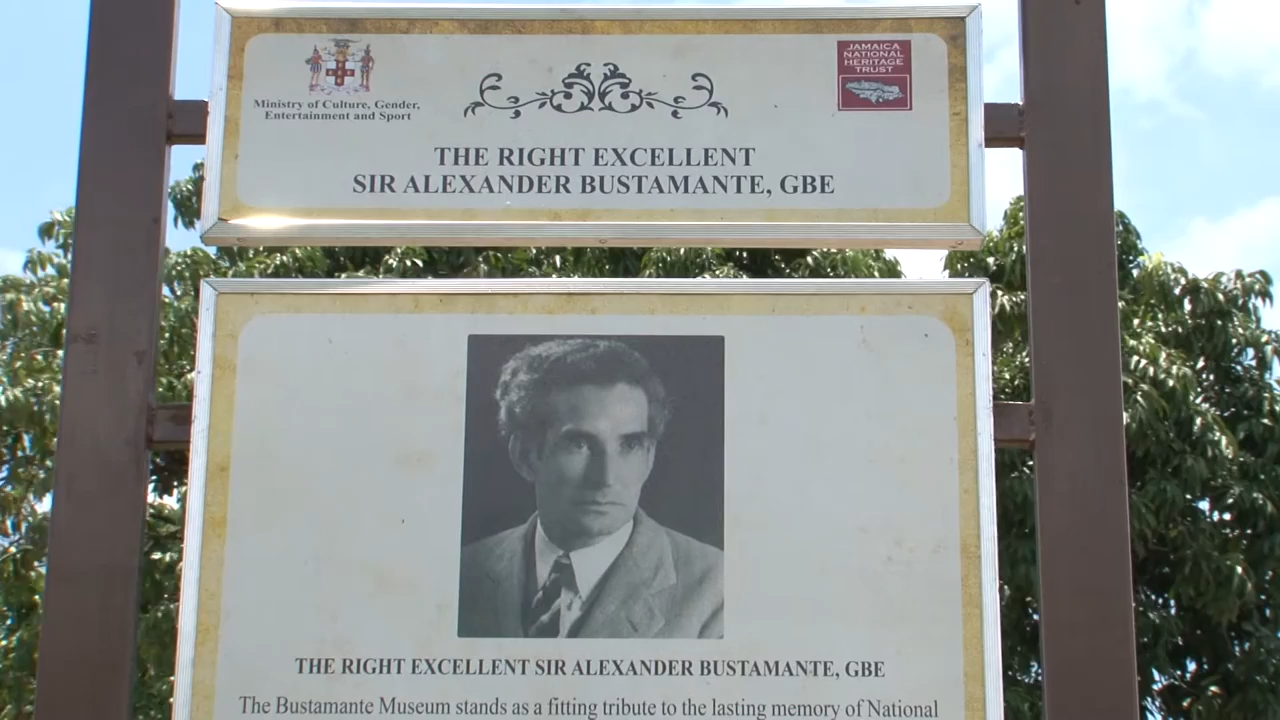 Ministry of Culture, Gender,
Entertainment and Sport
JAMAICA
NATIONAL
HERITAGE
TRUST
THE RIGHT EXCELLENT
SIR ALEXANDER BUSTAMANTE, GBE
THE RIGHT EXCELLENT SIR ALEXANDER BUSTAMANTE, GBE
The Bustamante Museum stands as a fitting tribute to the lasting memory of National